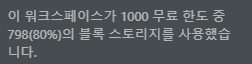 이 워크스페이스가 1000 무료 한도 중
798(80%)의 블록 스토리지를 사용했습
니다.